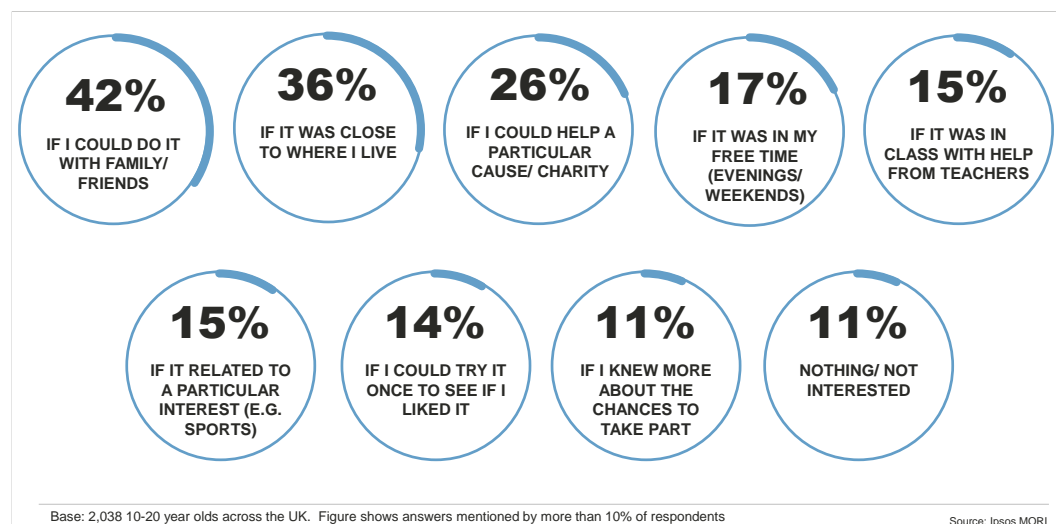 42%
IF I COULD DO IT
WITH FAMILY/
FRIENDS
36%
IF IT WAS CLOSE
TO WHERE I LIVE
26%
IF I COULD HELP A
PARTICULAR
CAUSE/ CHARITY
17%
IF IT WAS IN MY
FREE TIME
(EVENINGS/
WEEKENDS)
15%
IF IT WAS IN
CLASS WITH HELP
FROM TEACHERS
15%
IF IT RELATED TO
A PARTICULAR
INTEREST (E.G.
SPORTS)
14%
IF I COULD TRY IT
ONCE TO SEE IF I
LIKED IT
11%
IF I KNEW MORE
ABOUT THE
CHANCES TO
TAKE PART
11%
NOTHING/ NOT
INTERESTED
Base: 2,038 10-20 year olds across the UK.  Figure shows answers mentioned by more than 10% of respondents
Source: Ipsos MORI